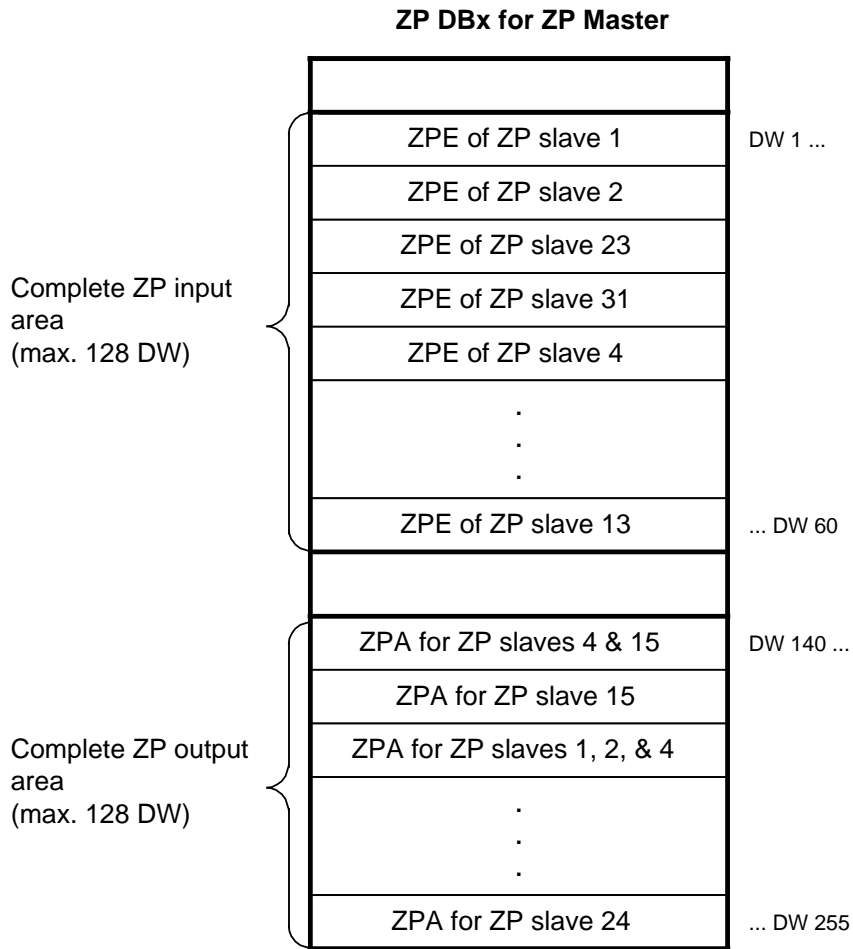 ZP DBx for ZP Master
ZPE of ZP slave 1 DW 1 ...
ZPE of ZP slave 2
ZPE of ZP slave 23
ZPE of ZP slave 31
ZPE of ZP slave 4
Complete ZP input
area
(max. 128 DW)
.
.
.
ZPE of ZP slave 13 ... DW 60
ZPA for ZP slaves 4 & 15 DW 140 ...
ZPA for ZP slave 15
ZPA for ZP slaves 1, 2, & 4
Complete ZP output
area
(max. 128 DW)
.
.
.
ZPA for ZP slave 24 ... DW 255